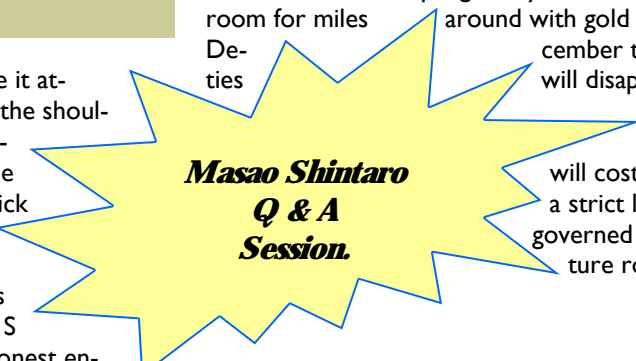 room for miles around with gold
De- cember t
ties will disap
e it at-
the shoul-
-
e
ick
Masao Shintaro
Q & A
Session.
will cost
a strict l
governed
ture ro
s
S
onest en-